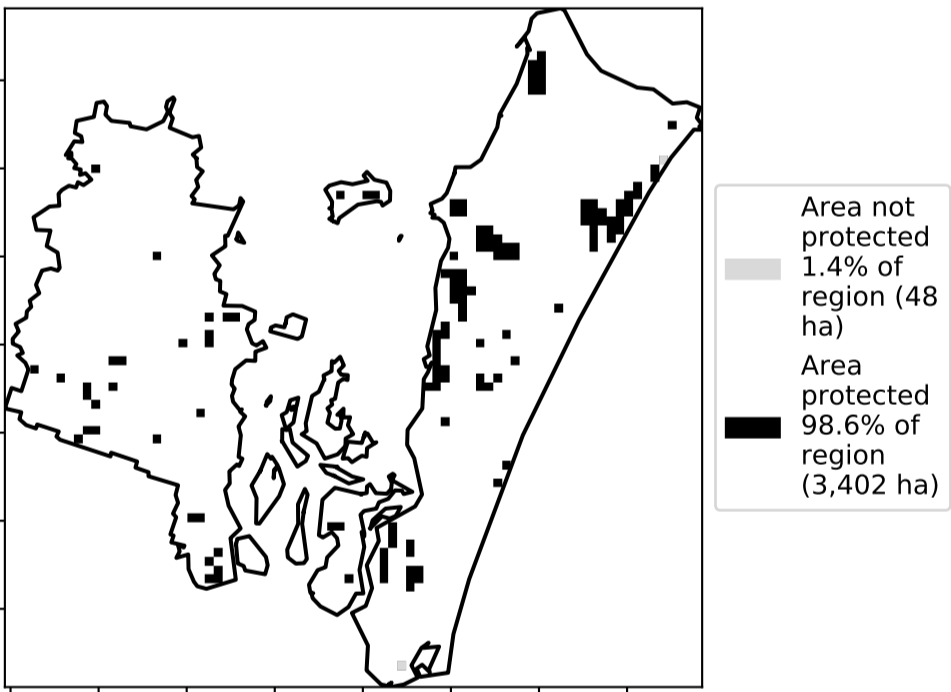 Area not
protected
1.4% of
region (48
ha)
Area
protected
98.6% of
region
(3,402 ha)